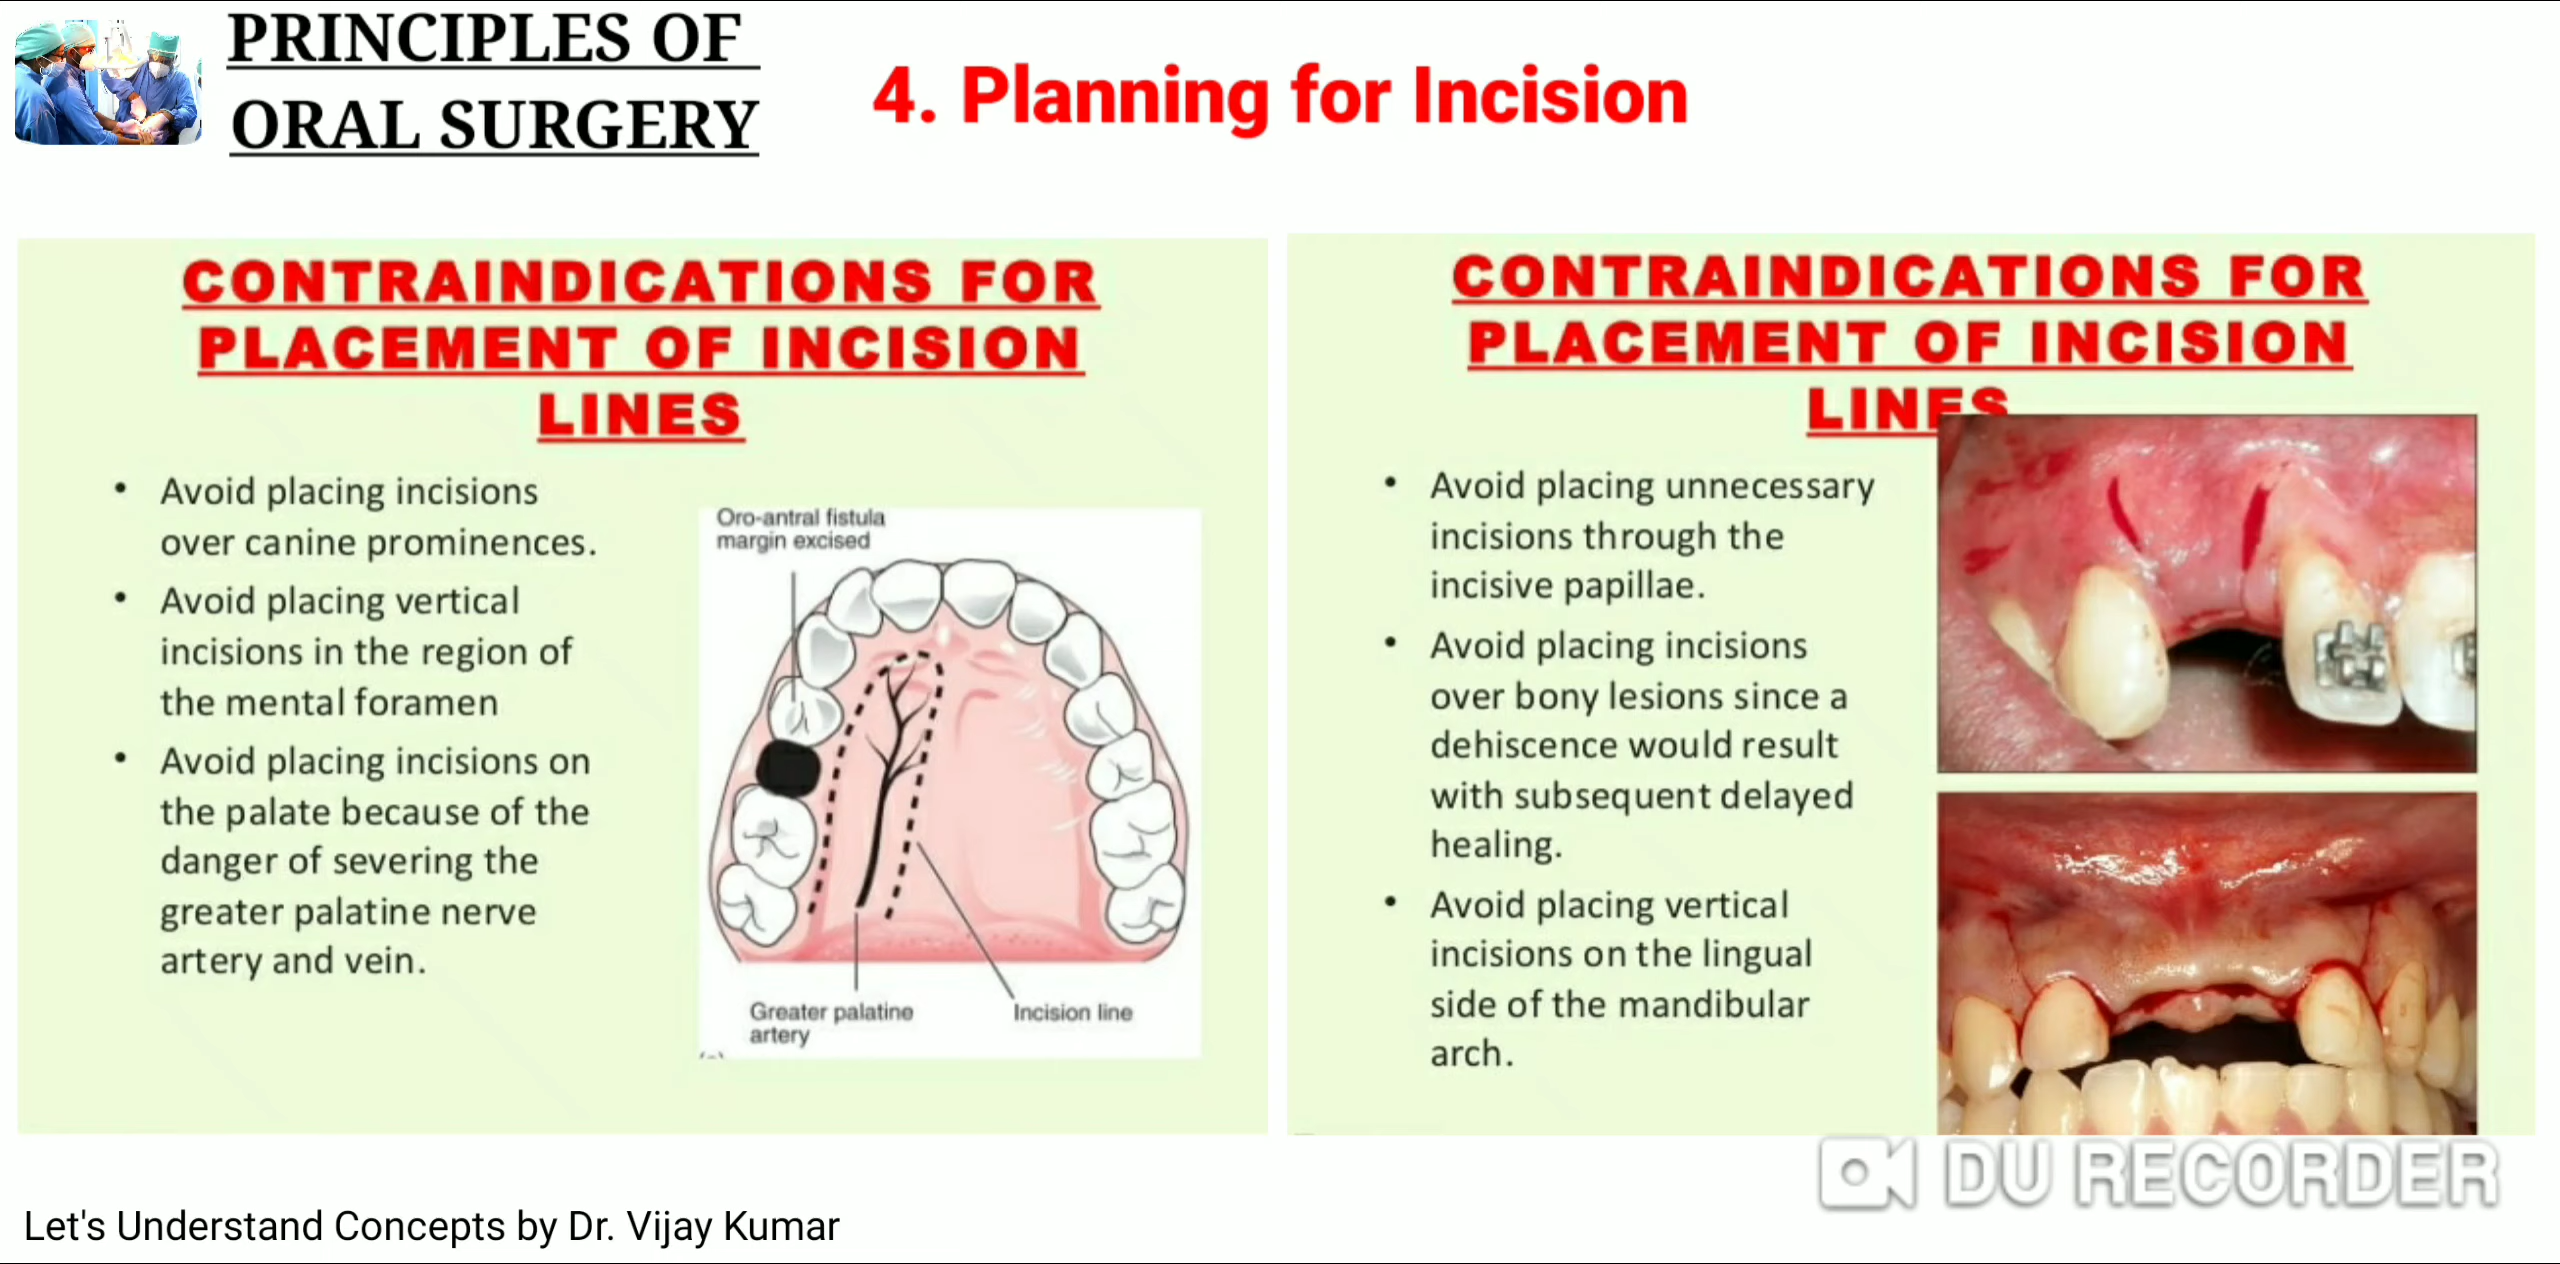 PRINCIPLES OF
ORAL SURGERY
4. Planning for Incision
CONTRAINDICATIONS FOR
PLACEMENT OF INCISION
LINES
• Avoid placing incisions
over canine prominences.
• Avoid placing vertical
incisions in the region of
the mental foramen
• Avoid placing incisions on
the palate because of the
danger of severing the
greater palatine nerve
artery and vein.
Oro-antral fistula
margin excised
Greater palatine
artery
Incision line
CONTRAINDICATIONS FOR
PLACEMENT OF INCISION
LINES
• Avoid placing unnecessary
incisions through the
incisive papillae.
• Avoid placing incisions
over bony lesions since a
dehiscence would result
with subsequent delayed
healing.
• Avoid placing vertical
incisions on the lingual
side of the mandibular
arch.
DU RECORDER
Let's Understand Concepts by Dr. Vijay Kumar